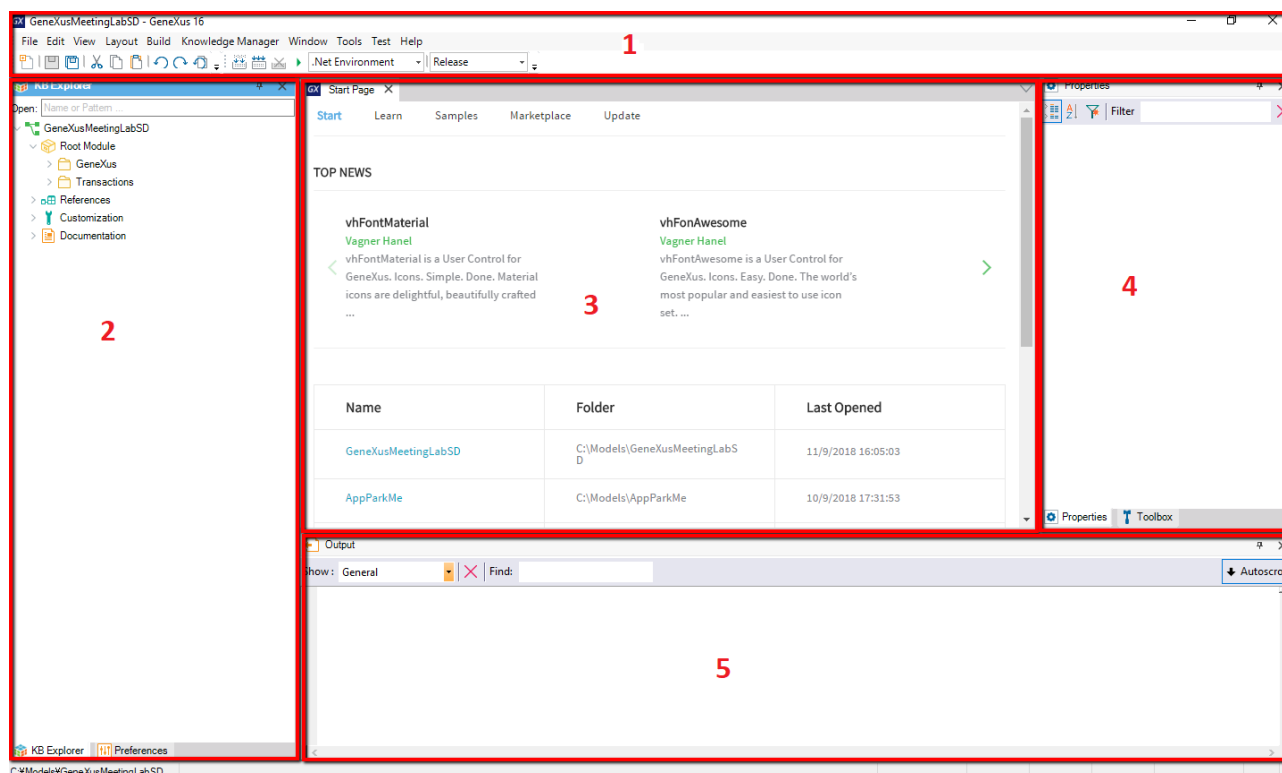 GeneXusMeetingLabSD - GeneXus 16
File Edit View Layout Build Knowledge Manager Window Tools Test Help
1
.Net Environment Release
KB Explorer
Open: Name or Pattern ...
GeneXusMeetingLabSD
Root Module
GeneXus
Transactions
References
Customization
Documentation
2
KB Explorer Preferences
GX Start Page
Start Learn Samples Marketplace Update
TOP NEWS
vhFontMaterial
Vagner Hanel
vhFontMaterial is a User Control for
GeneXus. Icons. Simple. Done. Material
icons are delightful, beautifully crafted
...
vhFonAwesome
Vagner Hanel
vhFontAwesome is a User Control for
GeneXus. Icons. Easy. Done. The world's
most popular and easiest to use icon
set. ...
3
Name Folder Last Opened
GeneXusMeetingLabSD C:\Models\GeneXusMeetingLabS
D 11/9/2018 16:05:03
AppParkMe C:\Models\AppParkMe 10/9/2018 17:31:53
Properties
Filter
4
Properties Toolbox
Output
Show: General Find: Autoscro
5
C:¥Models¥GeneXusMeetingLabSD